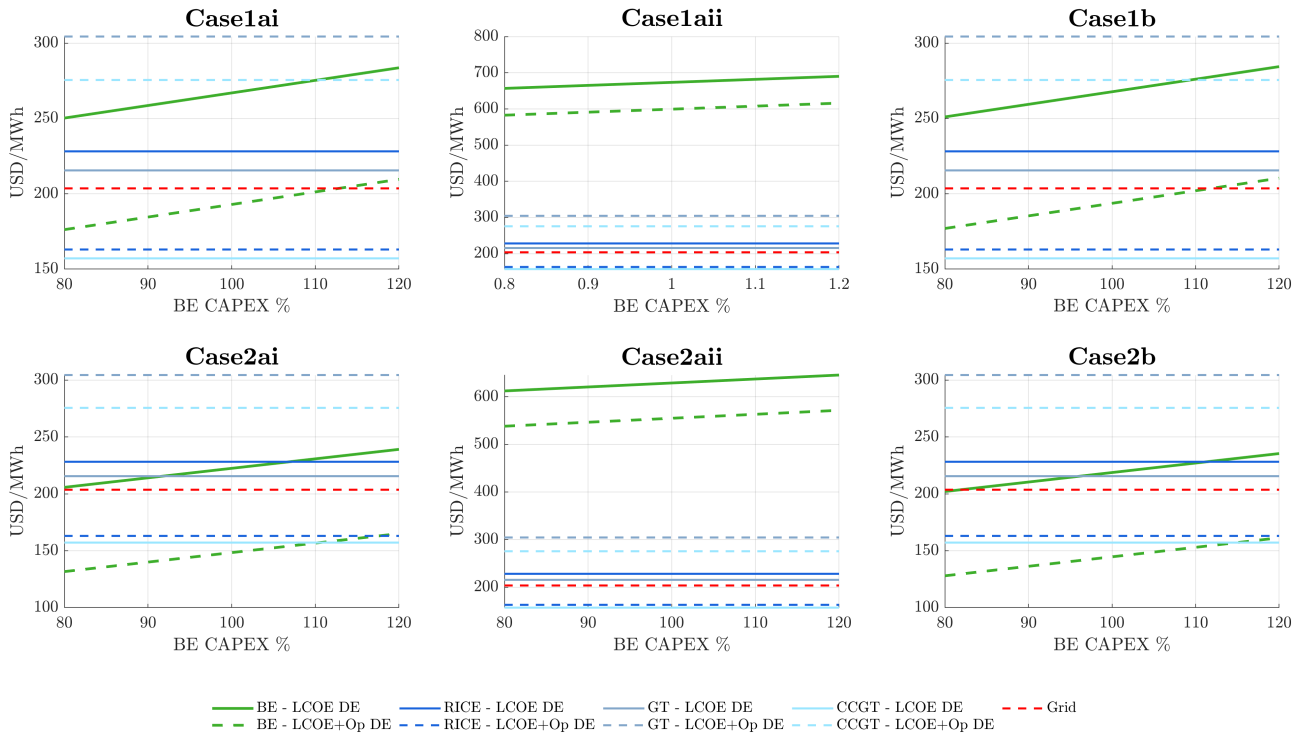 Case1ai
Case1aii
Case1b
USD/MWh
300
250
200
150
80
90
100
110
120
BE CAPEX %
USD/MWh
800
700
600
500
400
300
200
0.8
0.9
1
1.1
1.2
BE CAPEX %
USD/MWh
300
250
200
150
80
90
100
110
120
BE CAPEX %
Case2ai
Case2aii
Case2b
USD/MWh
300
250
200
150
100
80
90
100
110
120
BE CAPEX %
USD/MWh
600
500
400
300
200
80
90
100
110
120
BE CAPEX %
USD/MWh
300
250
200
150
100
80
90
100
110
120
BE CAPEX %
BE - LCOE DE
RICE - LCOE DE
GT - LCOE DE
CCGT - LCOE DE
Grid
BE - LCOE+Op DE
RICE - LCOE+Op DE
GT - LCOE+Op DE
CCGT - LCOE+Op DE